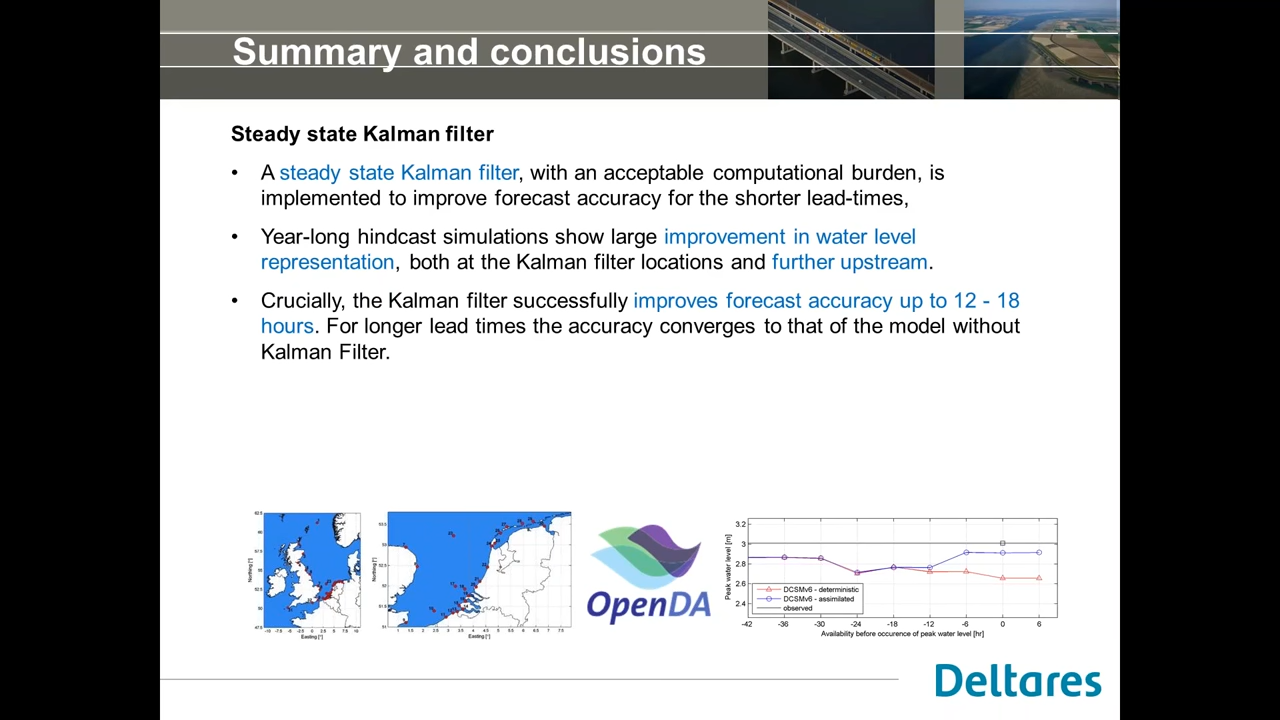 Summary and conclusions
Steady state Kalman filter
• A steady state Kalman filter, with an acceptable computational burden, is
implemented to improve forecast accuracy for the shorter lead-times,
• Year-long hindcast simulations show large improvement in water level
representation, both at the Kalman filter locations and further upstream.
• Crucially, the Kalman filter successfully improves forecast accuracy up to 12 - 18
hours. For longer lead times the accuracy converges to that of the model without
Kalman Filter.
Northing [°]
Easting [°]
Northing [°]
Easting [°]
OpenDA
Peak water level [m]
3.2
3
2.8
2.6
2.4
DCSMv6 - deterministic
DCSMv6 - assimilated
observed
-42 -36 -30 -24 -18 -12 -6 0 6
Availability before occurence of peak water level [hr]
Deltares